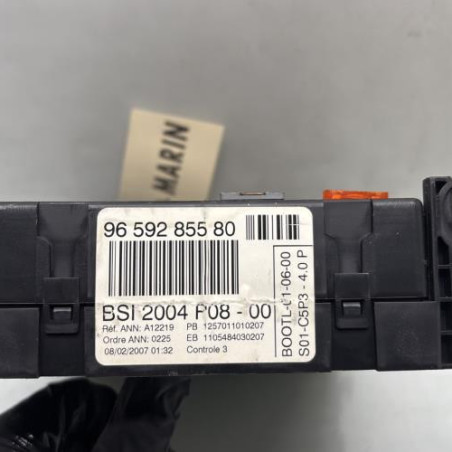 MARIN
96 592 855 80
BSI 2004 P08 - 00
Réf. ANN: A12219 PB 1257011010207
Ordre ANN: 0225 EB 1105484030207
08/02/2007 01:32 Controle 3
BOOTL-01-06-00
S01-C5P3 - 4.0 P